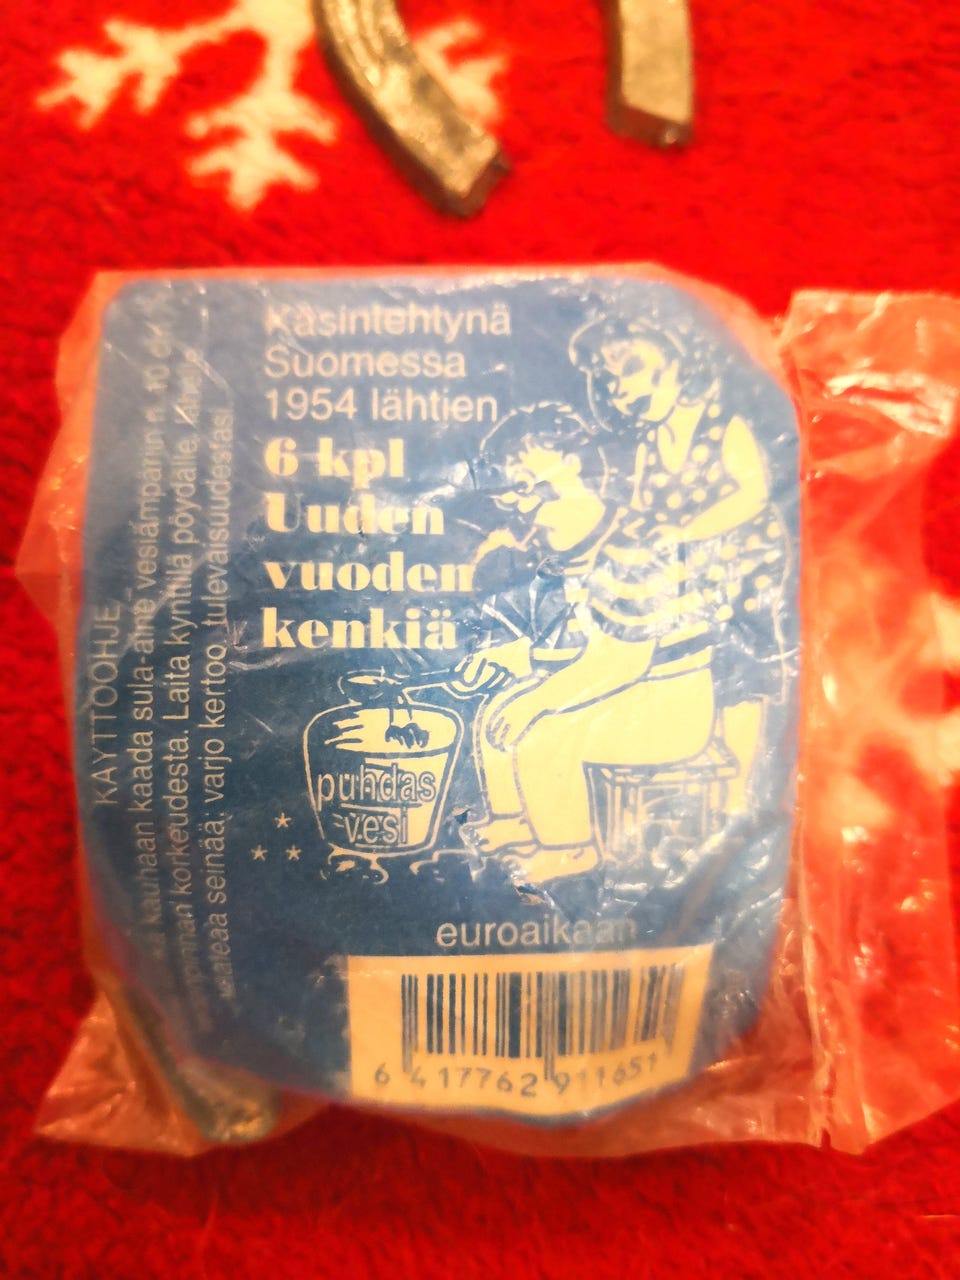 Käsintehtynä
Suomessa
1954 lähtien
6 kpl
Uuden
vuoden
kenkiä
puhdas
vesi
euroaikaan
6 417762 911651
KÄYTTÖOHJE
kauhaan kaada sula-aine vesiämpäriin n. 10 cm
korkeudesta. Laita kynttilä pöydälle,
seinää; varjo kertoo tulevaisuudestasi